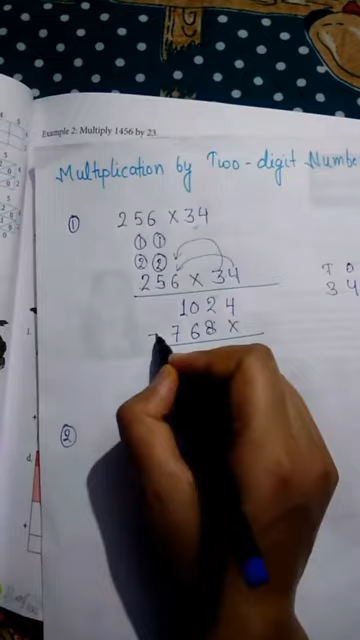 Example 2: Multiply 1456 by 23.
Multiplication by Two-digit Numbe
① 256 × 34
① ①
② ②
256 × 34
T O
3 4
1024
768 ×
②